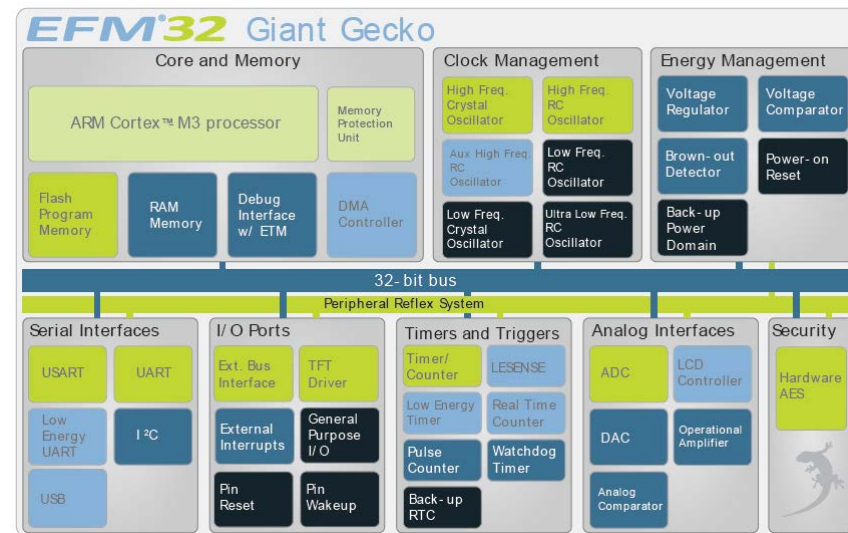 EFM®32 Giant Gecko
Core and Memory
ARM Cortex™ M3 processor
Memory
Protection
Unit
Flash
Program
Memory
RAM
Memory
Debug
Interface
w/ ETM
DMA
Controller
Clock Management
High Freq.
Crystal
Oscillator
High Freq.
RC
Oscillator
Aux High Freq.
RC
Oscillator
Low Freq.
RC
Oscillator
Low Freq.
Crystal
Oscillator
Ultra Low Freq.
RC
Oscillator
Energy Management
Voltage
Regulator
Voltage
Comparator
Brown-out
Detector
Power-on
Reset
Back-up
Power
Domain
32-bit bus
Peripheral Reflex System
Serial Interfaces
USART
UART
Low
Energy
UART
I²C
USB
I/O Ports
Ext. Bus
Interface
TFT
Driver
External
Interrupts
General
Purpose
I/O
Pin
Reset
Pin
Wakeup
Timers and Triggers
Timer/
Counter
LESENSE
Low Energy
Timer
Real Time
Counter
Pulse
Counter
Watchdog
Timer
Back-up
RTC
Analog Interfaces
ADC
LCD
Controller
DAC
Operational
Amplifier
Analog
Comparator
Security
Hardware
AES